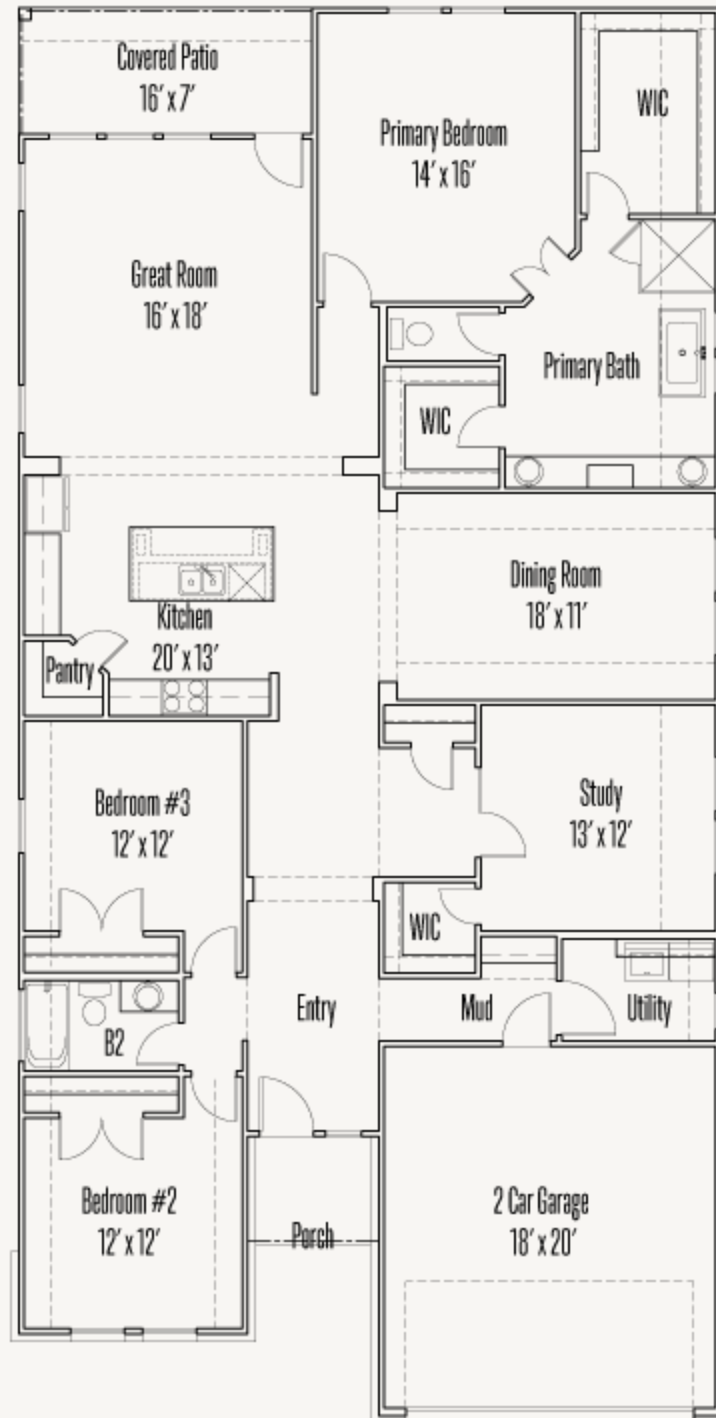 Covered Patio
16' x 7'
Primary Bedroom
14' x 16'
WIC
Great Room
16' x 18'
Primary Bath
WIC
Dining Room
18' x 11'
Kitchen
20' x 13'
Pantry
Bedroom #3
12' x 12'
Study
13' x 12'
WIC
Entry
Mud
Utility
B2
Bedroom #2
12' x 12'
Porch
2 Car Garage
18' x 20'